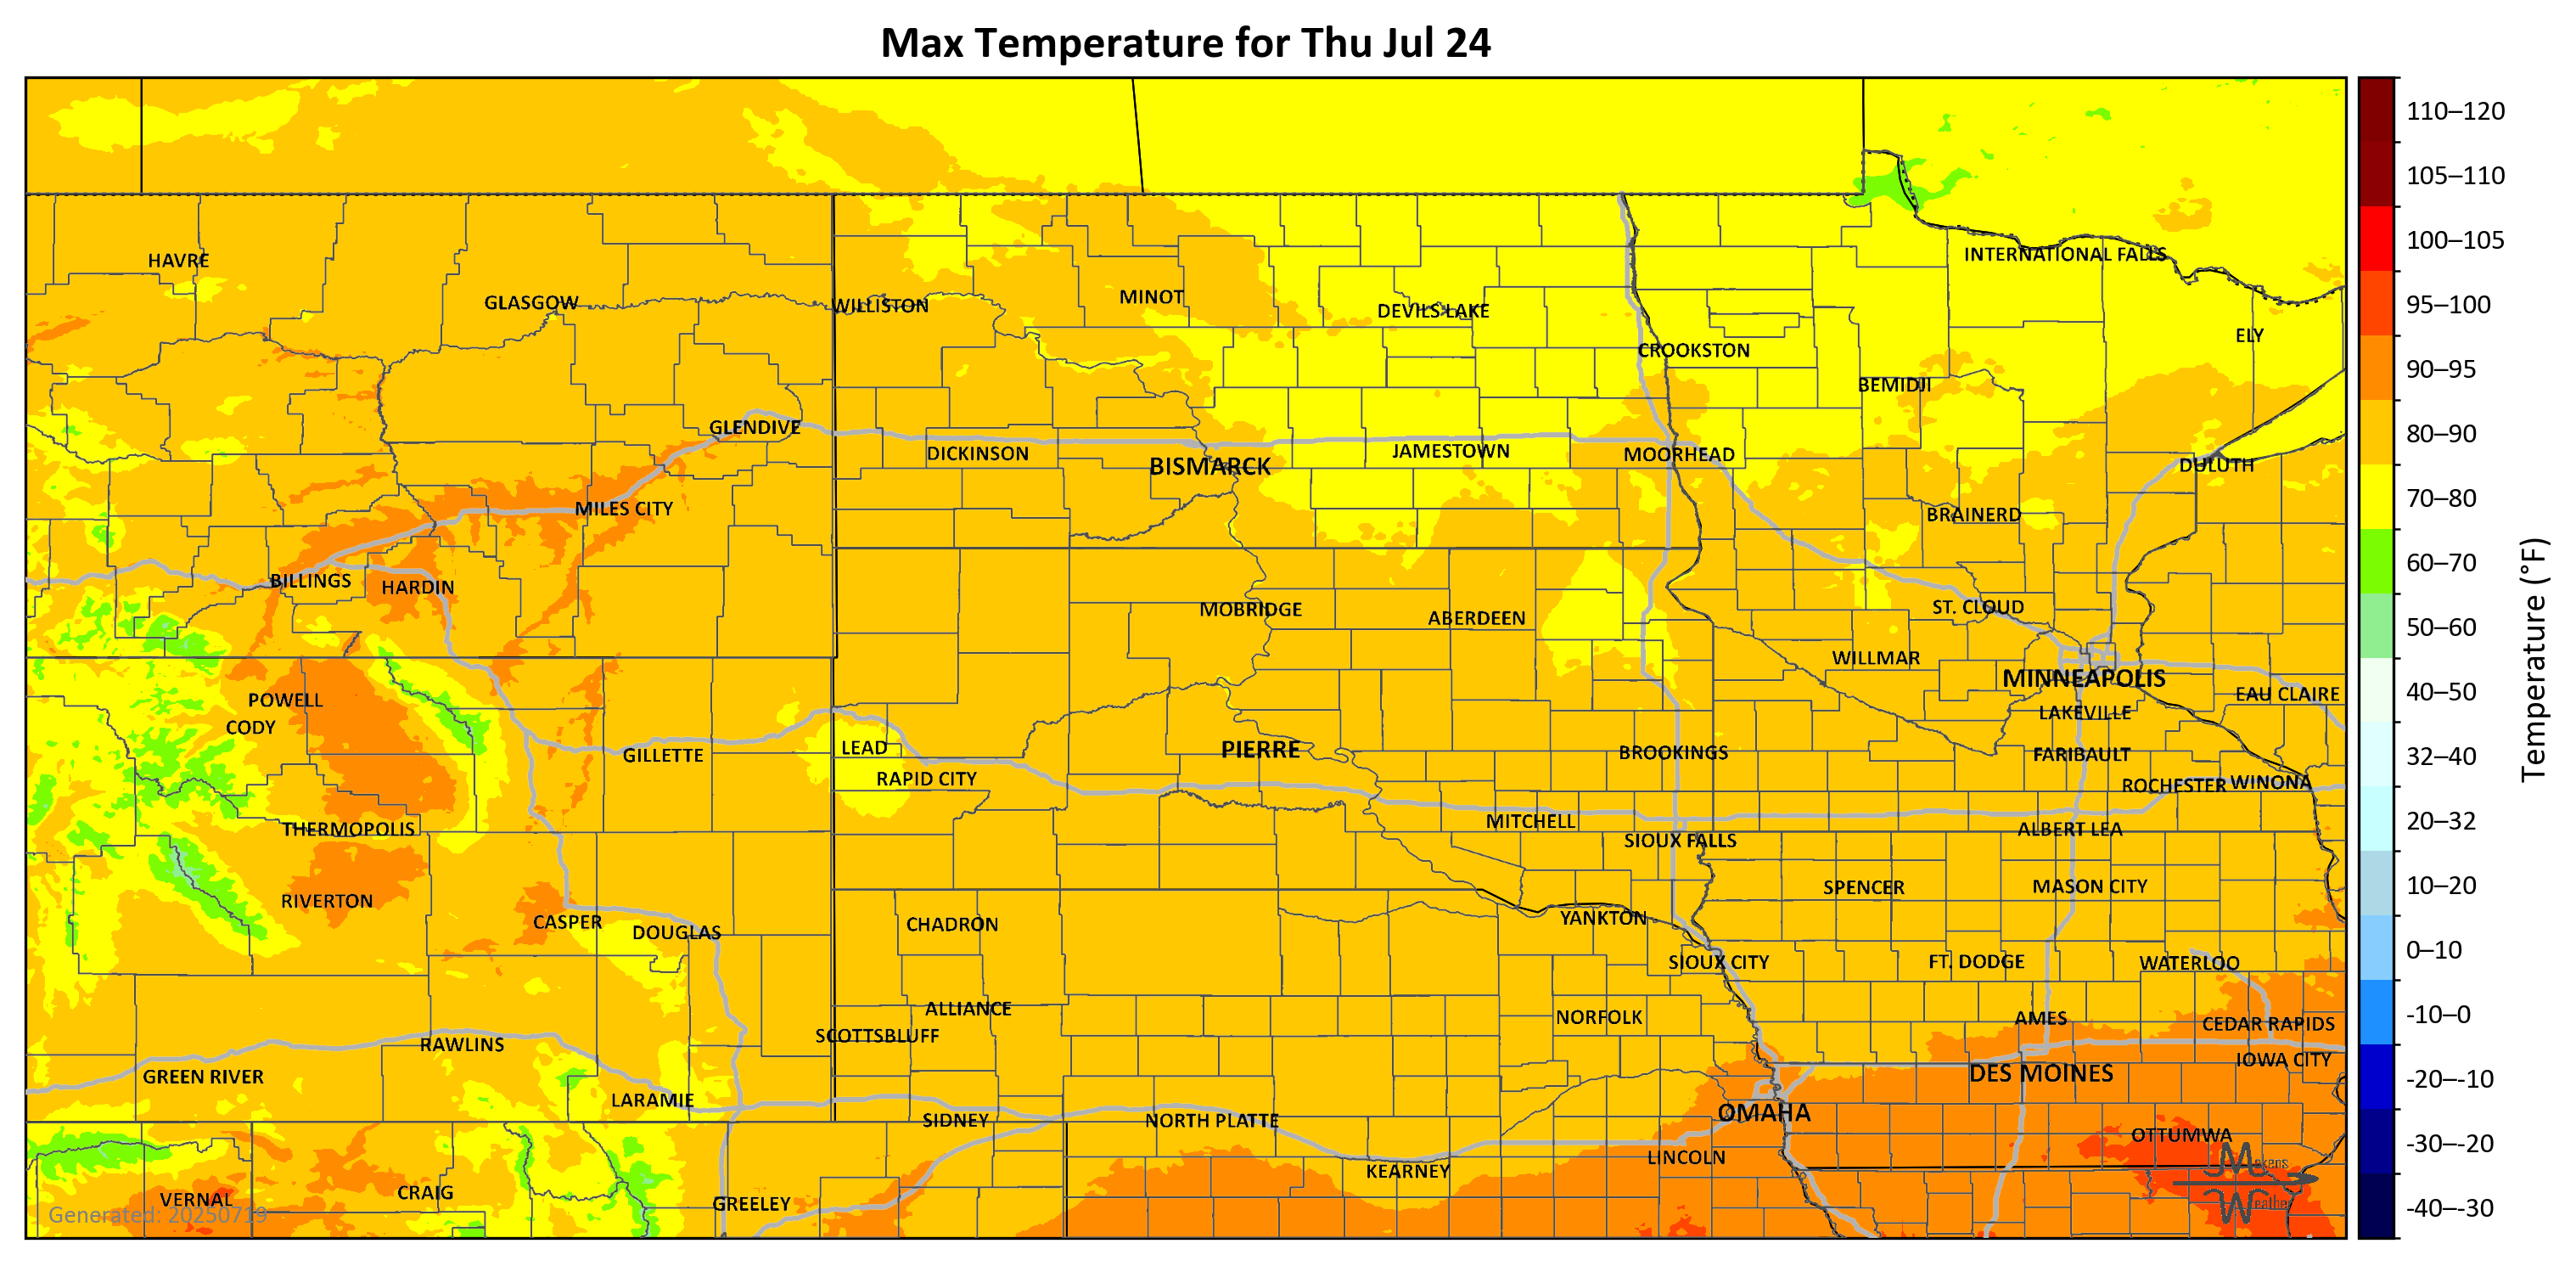 Max Temperature for Thu Jul 24
110–120
105–110
100–105
95–100
90–95
80–90
70–80
60–70
50–60
40–50
32–40
20–32
10–20
0–10
-10–0
-20–-10
-30–-20
-40–-30
Temperature (°F)
HAVRE
GLASGOW
WILLISTON
MINOT
DEVILS LAKE
INTERNATIONAL FALLS
ELY
CROOKSTON
BEMIDJI
GLENDIVE
DICKINSON
BISMARCK
JAMESTOWN
MOORHEAD
DULUTH
MILES CITY
BRAINERD
BILLINGS
HARDIN
MOBRIDGE
ABERDEEN
ST. CLOUD
WILLMAR
MINNEAPOLIS
EAU CLAIRE
POWELL
CODY
LAKEVILLE
GILLETTE
LEAD
RAPID CITY
PIERRE
BROOKINGS
FARIBAULT
ROCHESTER
WINONA
THERMOPOLIS
MITCHELL
SIOUX FALLS
ALBERT LEA
RIVERTON
CASPER
DOUGLAS
CHADRON
YANKTON
SPENCER
MASON CITY
SIOUX CITY
FT. DODGE
WATERLOO
ALLIANCE
SCOTTSBLUFF
NORFOLK
AMES
CEDAR RAPIDS
RAWLINS
GREEN RIVER
LARAMIE
SIDNEY
NORTH PLATTE
OMAHA
DES MOINES
IOWA CITY
OTTUMWA
KEARNEY
LINCOLN
VERNAL
CRAIG
GREELEY
Makens
Weather
Generated: 20250719